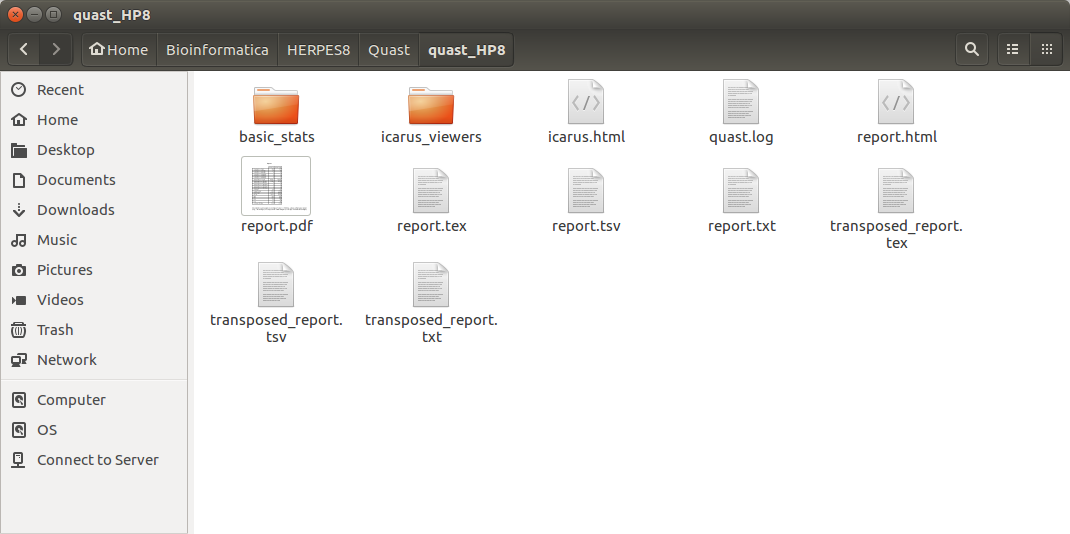 quast_HP8
Home Bioinformatica HERPES8 Quast quast_HP8
Recent
Home
Desktop
Documents
Downloads
Music
Pictures
Videos
Trash
Network
Computer
OS
Connect to Server
basic_stats icarus_viewers icarus.html quast.log report.html
report.pdf report.tex report.tsv report.txt transposed_report.
tex
transposed_report. transposed_report.
tsv txt